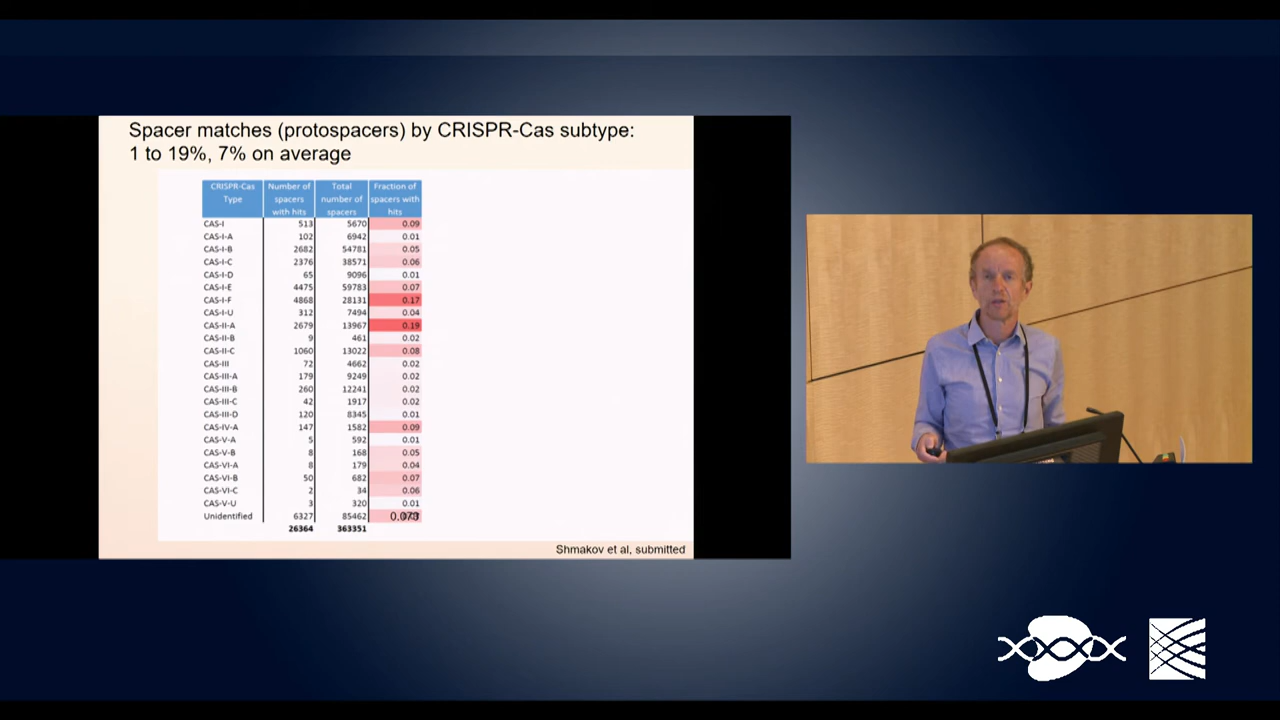 Spacer matches (protospacers) by CRISPR-Cas subtype:
1 to 19%, 7% on average
CRISPR-Cas Type Number of spacers with hits Total number of spacers Fraction of spacers with hits
CAS-I 513 5670 0.09
CAS-I-A 102 6942 0.01
CAS-I-B 2682 54781 0.05
CAS-I-C 2376 38571 0.06
CAS-I-D 65 9096 0.01
CAS-I-E 4475 59783 0.07
CAS-I-F 4868 28131 0.17
CAS-I-U 312 7494 0.04
CAS-II-A 2679 13967 0.19
CAS-II-B 9 461 0.02
CAS-II-C 1060 13022 0.08
CAS-III 72 4662 0.02
CAS-III-A 179 9249 0.02
CAS-III-B 260 12241 0.02
CAS-III-C 42 1917 0.02
CAS-III-D 120 8345 0.01
CAS-IV-A 147 1582 0.09
CAS-V-A 5 592 0.01
CAS-V-B 8 168 0.05
CAS-VI-A 8 179 0.04
CAS-VI-B 50 682 0.07
CAS-VI-C 2 34 0.06
CAS-V-U 3 320 0.01
Unidentified 6327 85462
26364 363351
Shmakov et al, submitted